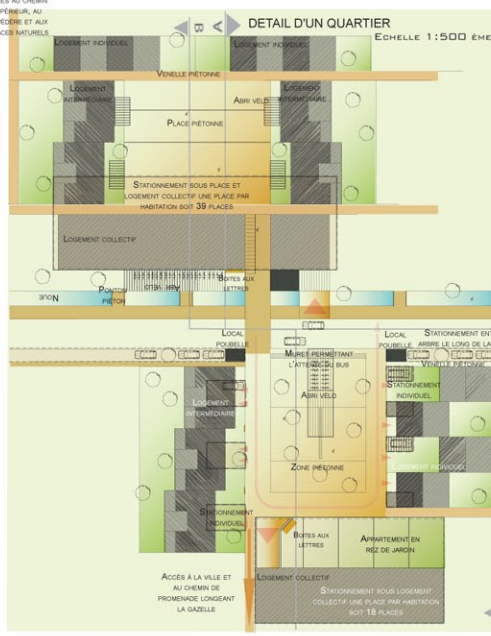 ÈS AU CHEMIN
PÉRIEUR, AU
VÉDÈRE ET AUX
CES NATURELS
B A
DETAIL D'UN QUARTIER
ECHELLE 1:500 ÈME
LOGEMENT INDIVIDUEL
LOGEMENT INDIVIDUEL
VENELLE PIÉTONNE
LOGEMENT
INTERMÉDIAIRE
ABRI VÉLO
LOGEMENT
INTERMÉDIAIRE
PLACE PIÉTONNE
STATIONNEMENT SOUS PLACE ET
LOGEMENT COLLECTIF UNE PLACE PAR
HABITATION SOIT 39 PLACES
LOGEMENT COLLECTIF
NOUE
PONTON
PIÉTON
ABRI VÉLO
BOITES AUX
LETTRES
LOCAL
POUBELLE
MURET PERMETTANT
L'ATTENTE DU BUS
ABRI VÉLO
LOCAL
POUBELLE
STATIONNEMENT ENT
ARBRE LE LONG DE LA
VENELLE PIÉTONNE
STATIONNEMENT
INDIVIDUEL
LOGEMENT
INTERMÉDIAIRE
ZONE PIÉTONNE
LOGEMENT INDIVIDUEL
STATIONNEMENT
INDIVIDUEL
BOITES AUX
LETTRES
APPARTEMENT EN
REZ DE JARDIN
ACCÈS À LA VILLE ET
AU CHEMIN DE
PROMENADE LONGEANT
LA GAZELLE
LOGEMENT COLLECTIF
STATIONNEMENT SOUS LOGEMENT
COLLECTIF UNE PLACE PAR HABITATION
SOIT 18 PLACES